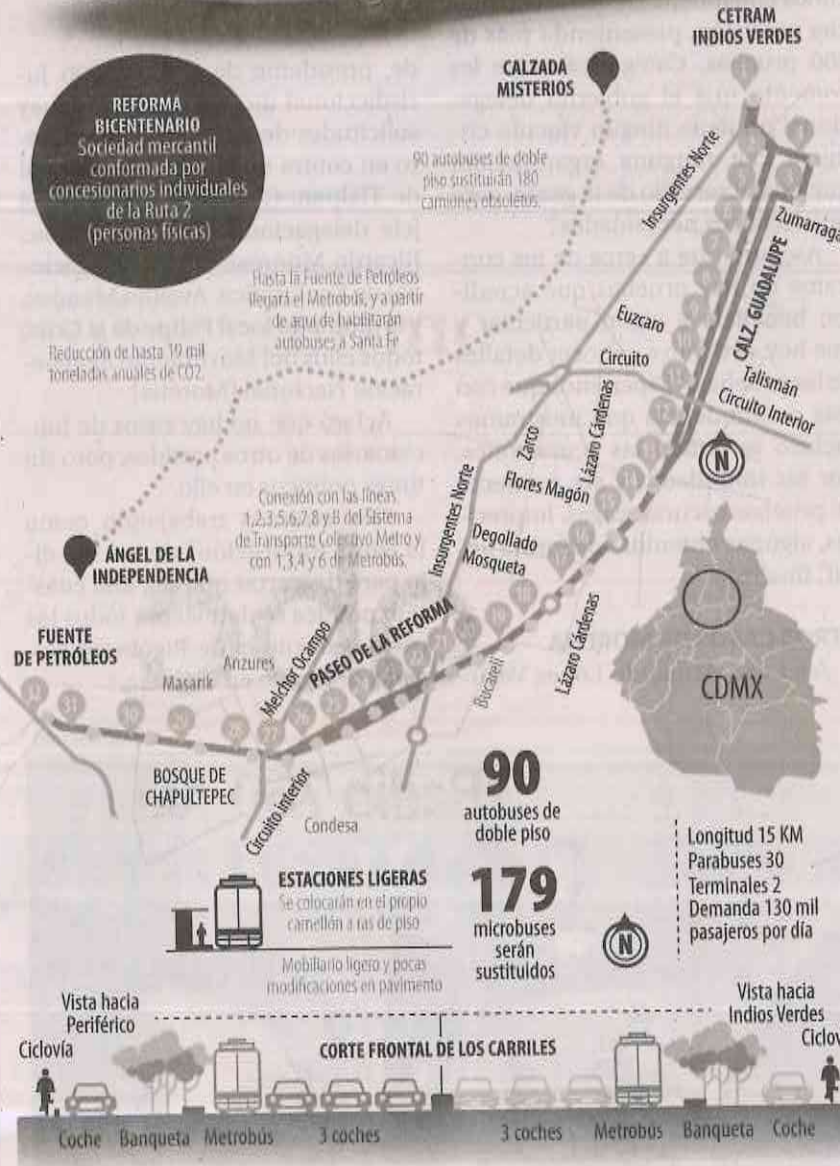 CETRAM
INDIOS VERDES
CALZADA
MISTERIOS
REFORMA
BICENTENARIO
Sociedad mercantil
conformada por
concesionarios individuales
de la Ruta 2
(personas físicas)
90 autobuses de doble
piso sustituirán 180
camiones obsoletos.
Insurgentes Norte
Zumarraga
CALZ. GUADALUPE
Hasta la Fuente de Petróleos
llegará el Metrobús, y a partir
de aquí de habilitarán
autobuses a Santa Fe
Reducción de hasta 19 mil
toneladas anuales de CO2.
Euzcaro
Circuito
Talismán
Circuito Interior
12
N
Zarco
Lázaro Cárdenas
Flores Magón
Insurgentes Norte
Degollado
Mosqueta
Conexión con las líneas
1,2,3,5,6,7,8 y B del Sistema
de Transporte Colectivo Metro y
con 1,3,4 y 6 de Metrobús.
ÁNGEL DE LA
INDEPENDENCIA
FUENTE
DE PETRÓLEOS
Anzures
Masarik
Melchor Ocampo
PASEO DE LA REFORMA
Bucareli
Lázaro Cárdenas
CDMX
32
31
30
BOSQUE DE
CHAPULTEPEC
Circuito interior
Condesa
90
autobuses de
doble piso
179
microbuses
serán
sustituidos
N
Longitud 15 KM
Parabuses 30
Terminales 2
Demanda 130 mil
pasajeros por día
ESTACIONES LIGERAS
Se colocarán en el propio
camellón a ras de piso
Mobiliario ligero y pocas
modificaciones en pavimento
Vista hacia
Periférico
Vista hacia
Indios Verdes
Ciclovía
CORTE FRONTAL DE LOS CARRILES
Ciclov
Coche Banqueta Metrobús 3 coches 3 coches Metrobús Banqueta Coche